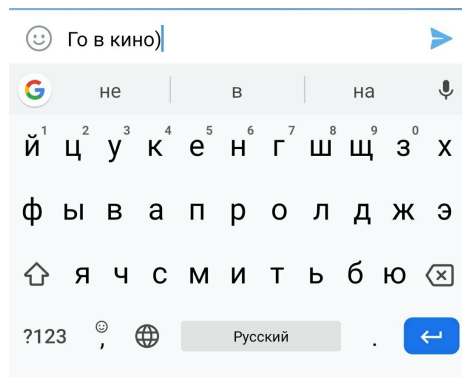 Го в кино)
не в на
й1 ц2 у3 к4 е5 н6 г7 ш8 щ9 з0 х
ф ы в а п р о л д ж э
я ч с м и т ь б ю
?123 , Русский .